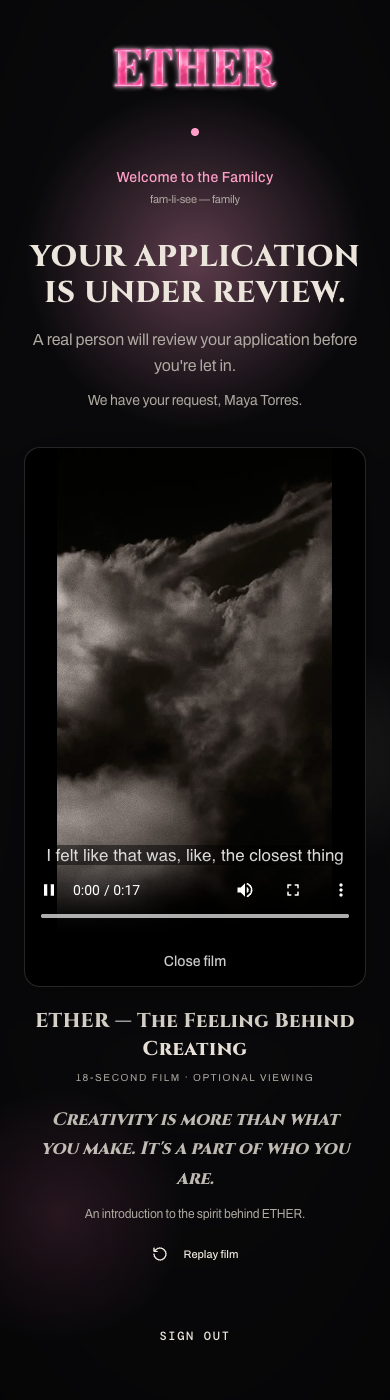 ETHER
Welcome to the Familcy
fam-li-see — family
YOUR APPLICATION
IS UNDER REVIEW.
A real person will review your application before
you're let in.
We have your request, Maya Torres.
I felt like that was, like, the closest thing
0:00 / 0:17
Close film
ETHER — The Feeling Behind
Creating
18-SECOND FILM · OPTIONAL VIEWING
Creativity is more than what
you make. It's a part of who you
are.
An introduction to the spirit behind ETHER.
Replay film
SIGN OUT